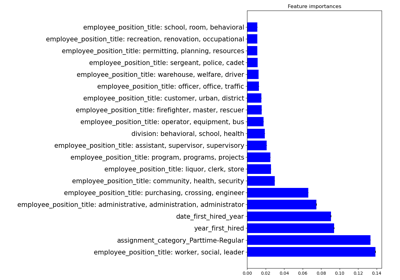 Feature importances
employee_position_title: school, room, behavioral
employee_position_title: recreation, renovation, occupational
employee_position_title: permitting, planning, resources
employee_position_title: sergeant, police, cadet
employee_position_title: warehouse, welfare, driver
employee_position_title: officer, office, traffic
employee_position_title: customer, urban, district
employee_position_title: firefighter, master, rescuer
employee_position_title: operator, equipment, bus
division: behavioral, school, health
employee_position_title: assistant, supervisor, supervisory
employee_position_title: program, programs, projects
employee_position_title: liquor, clerk, store
employee_position_title: community, health, security
employee_position_title: purchasing, crossing, engineer
employee_position_title: administrative, administration, administrator
date_first_hired_year
year_first_hired
assignment_category_Parttime-Regular
employee_position_title: worker, social, leader
0.00 0.02 0.04 0.06 0.08 0.10 0.12 0.14